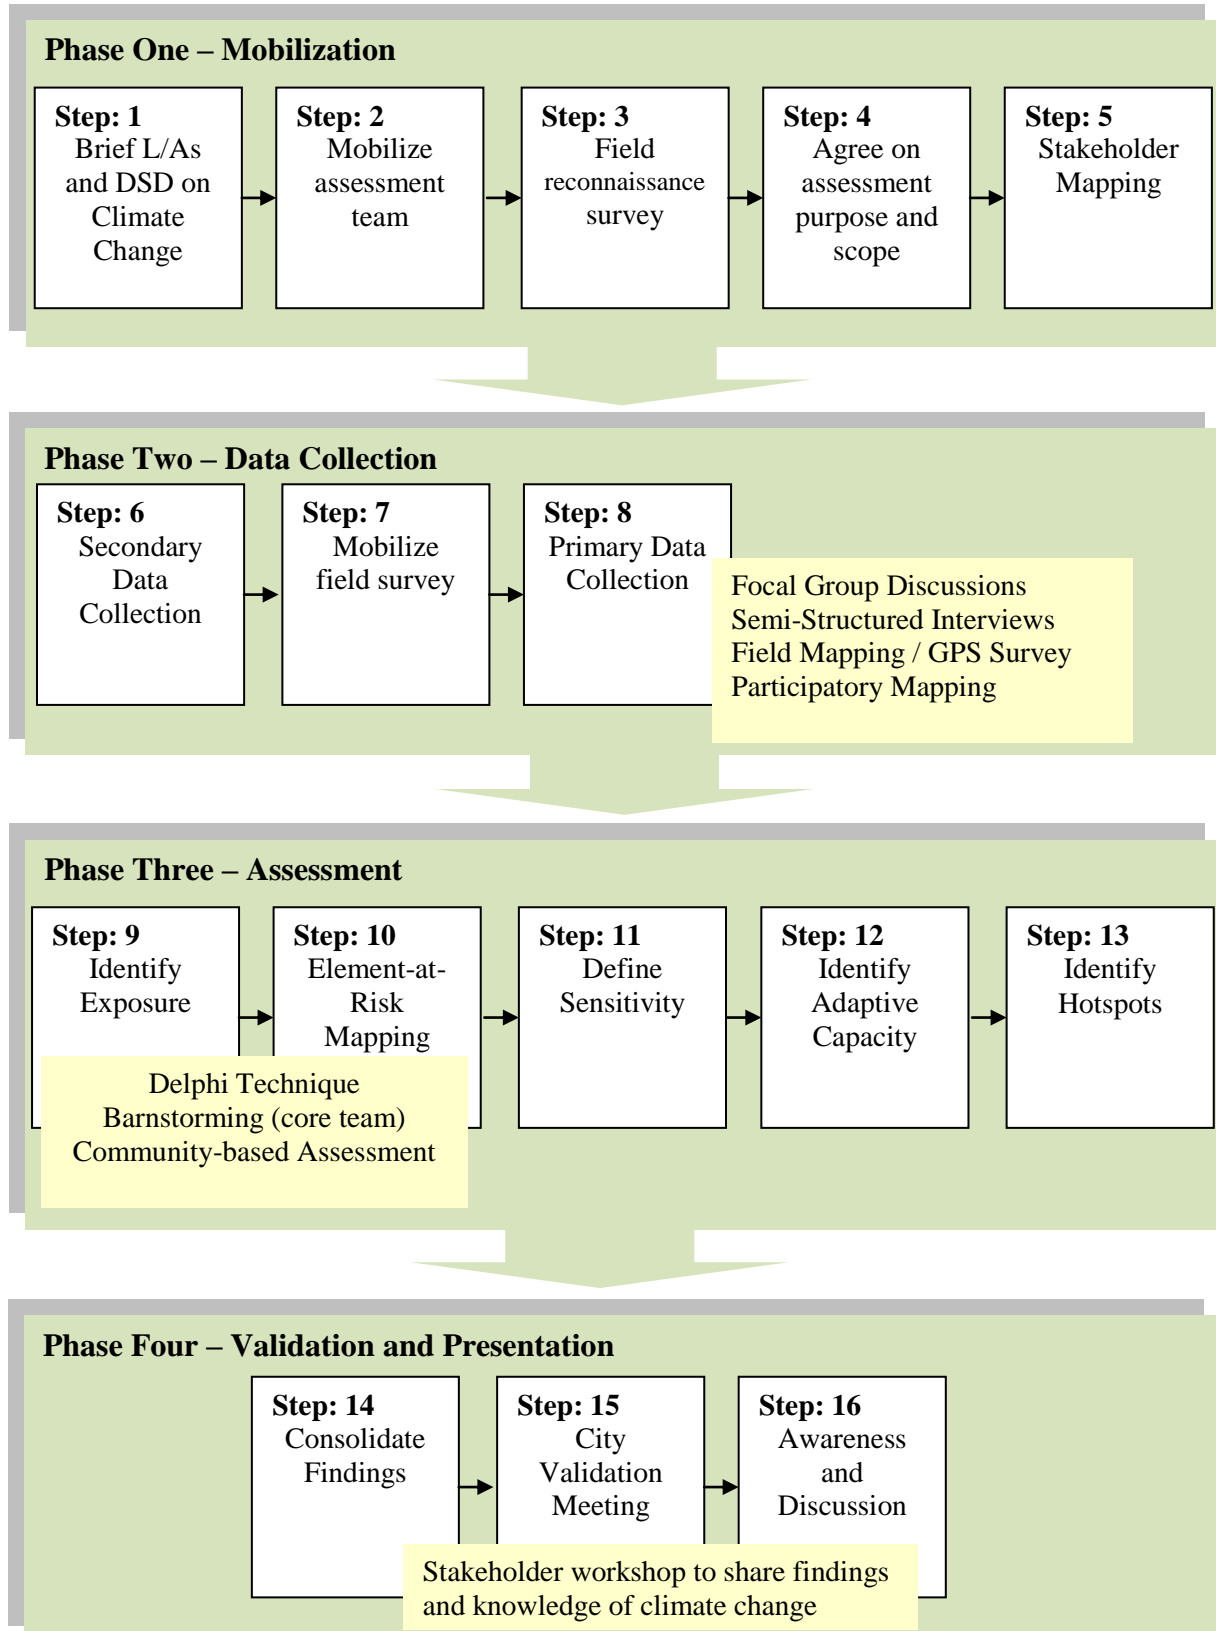 Phase One – Mobilization
Step: 1
Brief L/As
and DSD on
Climate
Change
Step: 2
Mobilize
assessment
team
Step: 3
Field
reconnaissance
survey
Step: 4
Agree on
assessment
purpose and
scope
Step: 5
Stakeholder
Mapping
Phase Two – Data Collection
Step: 6
Secondary
Data
Collection
Step: 7
Mobilize
field survey
Step: 8
Primary Data
Collection
Focal Group Discussions
Semi-Structured Interviews
Field Mapping / GPS Survey
Participatory Mapping
Phase Three – Assessment
Step: 9
Identify
Exposure
Step: 10
Element-at-
Risk
Mapping
Step: 11
Define
Sensitivity
Step: 12
Identify
Adaptive
Capacity
Step: 13
Identify
Hotspots
Delphi Technique
Barnstorming (core team)
Community-based Assessment
Phase Four – Validation and Presentation
Step: 14
Consolidate
Findings
Step: 15
City
Validation
Meeting
Step: 16
Awareness
and
Discussion
Stakeholder workshop to share findings
and knowledge of climate change